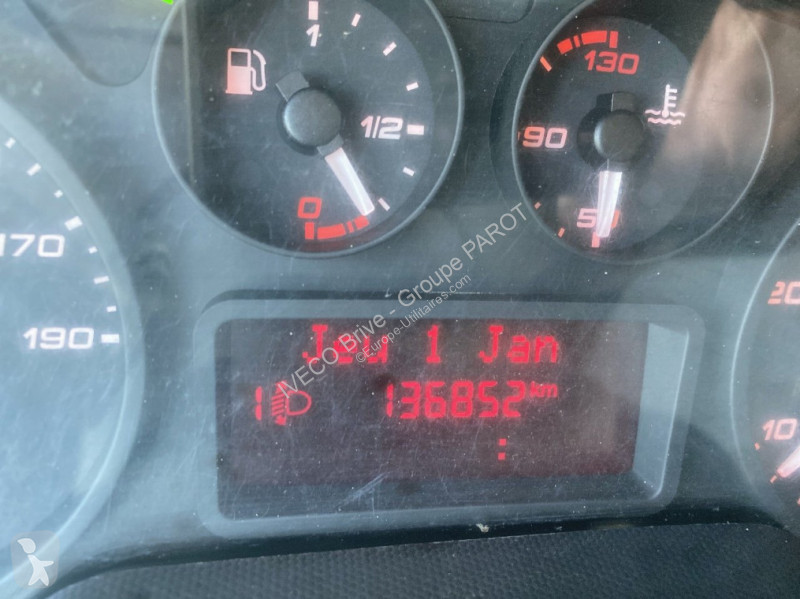 1
1/2
0
130
90
50
170
190
20
10
Jeu 1 Jan
1 136852 km
:
IVECO Brive - Groupe PAROT
©Europe-Utilitaires.com